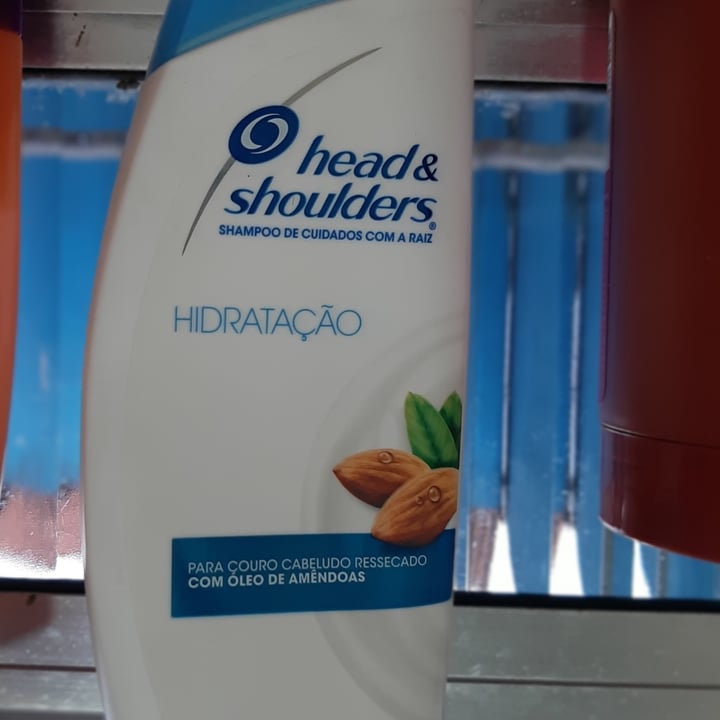 head &
shoulders®
SHAMPOO DE CUIDADOS COM A RAIZ
HIDRATAÇÃO
PARA COURO CABELUDO RESSECADO
COM ÓLEO DE AMÊNDOAS